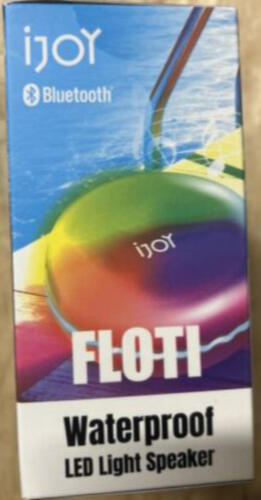 iJOY
Bluetooth
iJOY
FLOTI
Waterproof
LED Light Speaker